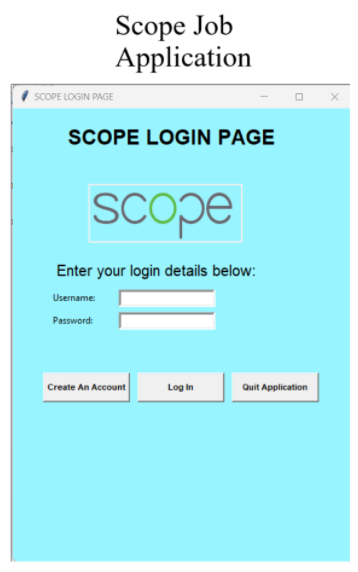 Scope Job
Application
SCOPE LOGIN PAGE
SCOPE LOGIN PAGE
scope
Enter your login details below:
Username:
Password:
Create An Account
Log In
Quit Application